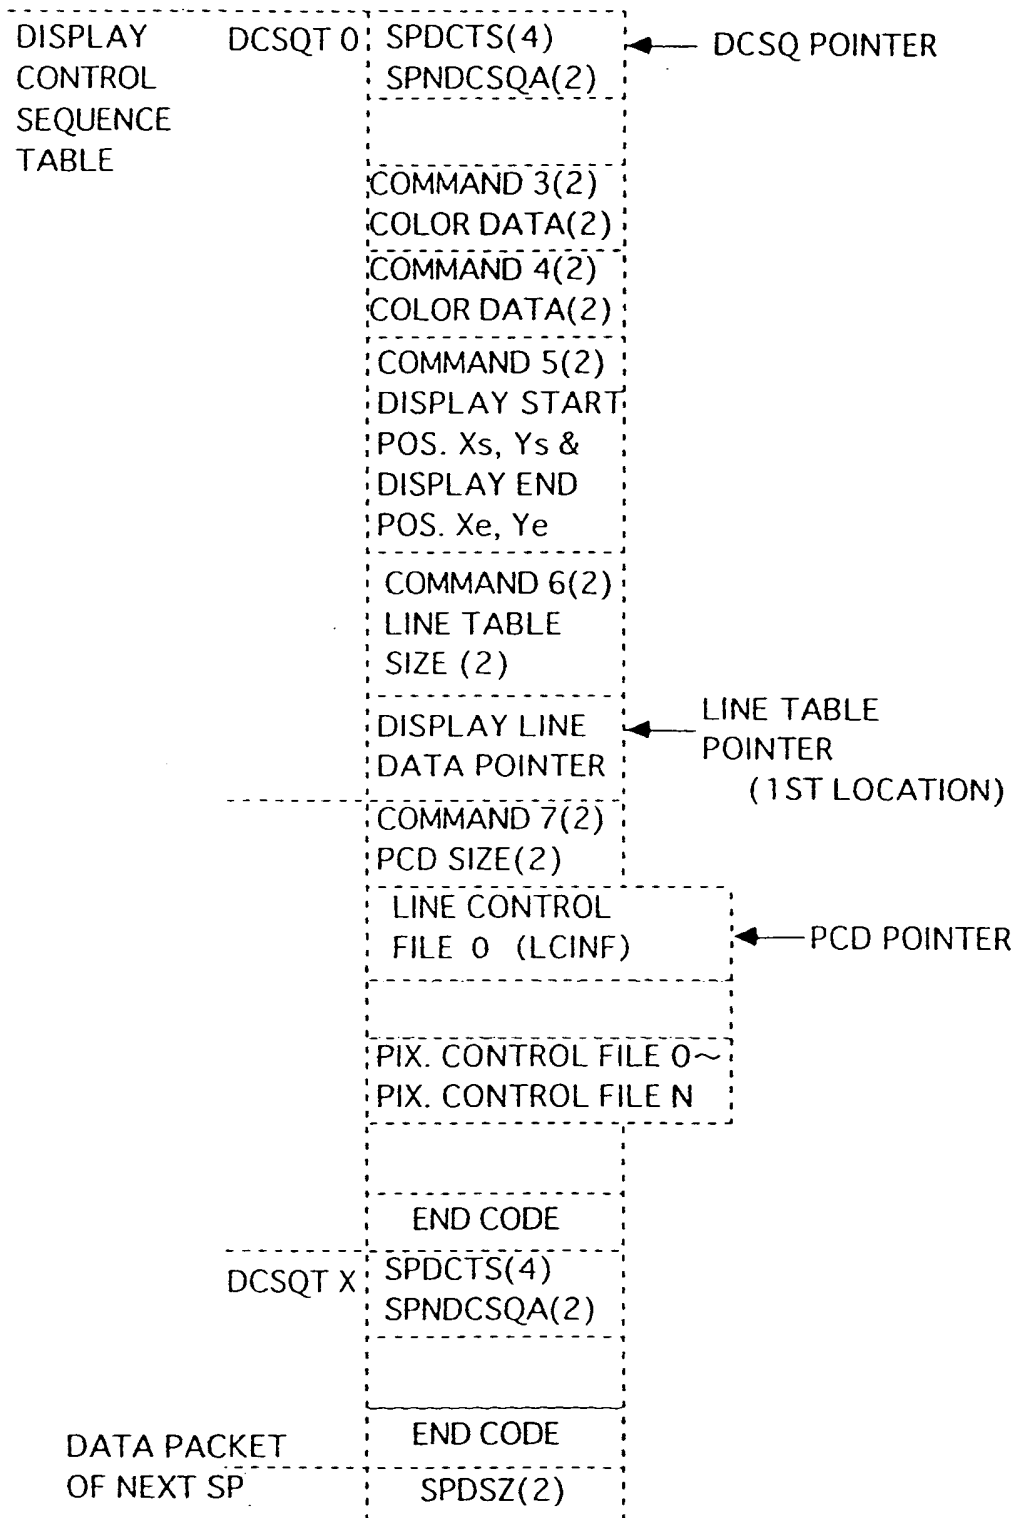 DISPLAY
CONTROL
SEQUENCE
TABLE
DCSQT 0
SPDCTS(4)
SPNDCSQA(2)
DCSQ POINTER
COMMAND 3(2)
COLOR DATA(2)
COMMAND 4(2)
COLOR DATA(2)
COMMAND 5(2)
DISPLAY START
POS. Xs, Ys &
DISPLAY END
POS. Xe, Ye
COMMAND 6(2)
LINE TABLE
SIZE (2)
DISPLAY LINE
DATA POINTER
LINE TABLE
POINTER
(1ST LOCATION)
COMMAND 7(2)
PCD SIZE(2)
LINE CONTROL
FILE 0 (LCINF)
PCD POINTER
PIX. CONTROL FILE 0~
PIX. CONTROL FILE N
END CODE
DCSQT X
SPDCTS(4)
SPNDCSQA(2)
END CODE
DATA PACKET
OF NEXT SP
SPDSZ(2)